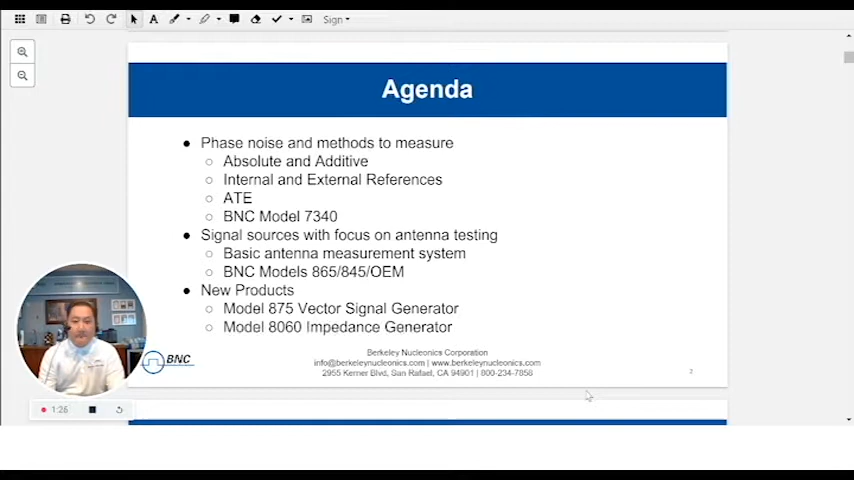 Sign
Agenda
Phase noise and methods to measure
Absolute and Additive
Internal and External References
ATE
BNC Model 7340
Signal sources with focus on antenna testing
Basic antenna measurement system
BNC Models 865/845/OEM
New Products
Model 875 Vector Signal Generator
Model 8060 Impedance Generator
BNC
Berkeley Nucleonics Corporation
info@berkeleynucleonics.com | www.berkeleynucleonics.com
2955 Kerner Blvd, San Rafael, CA 94901 | 800-234-7858
2
1:26